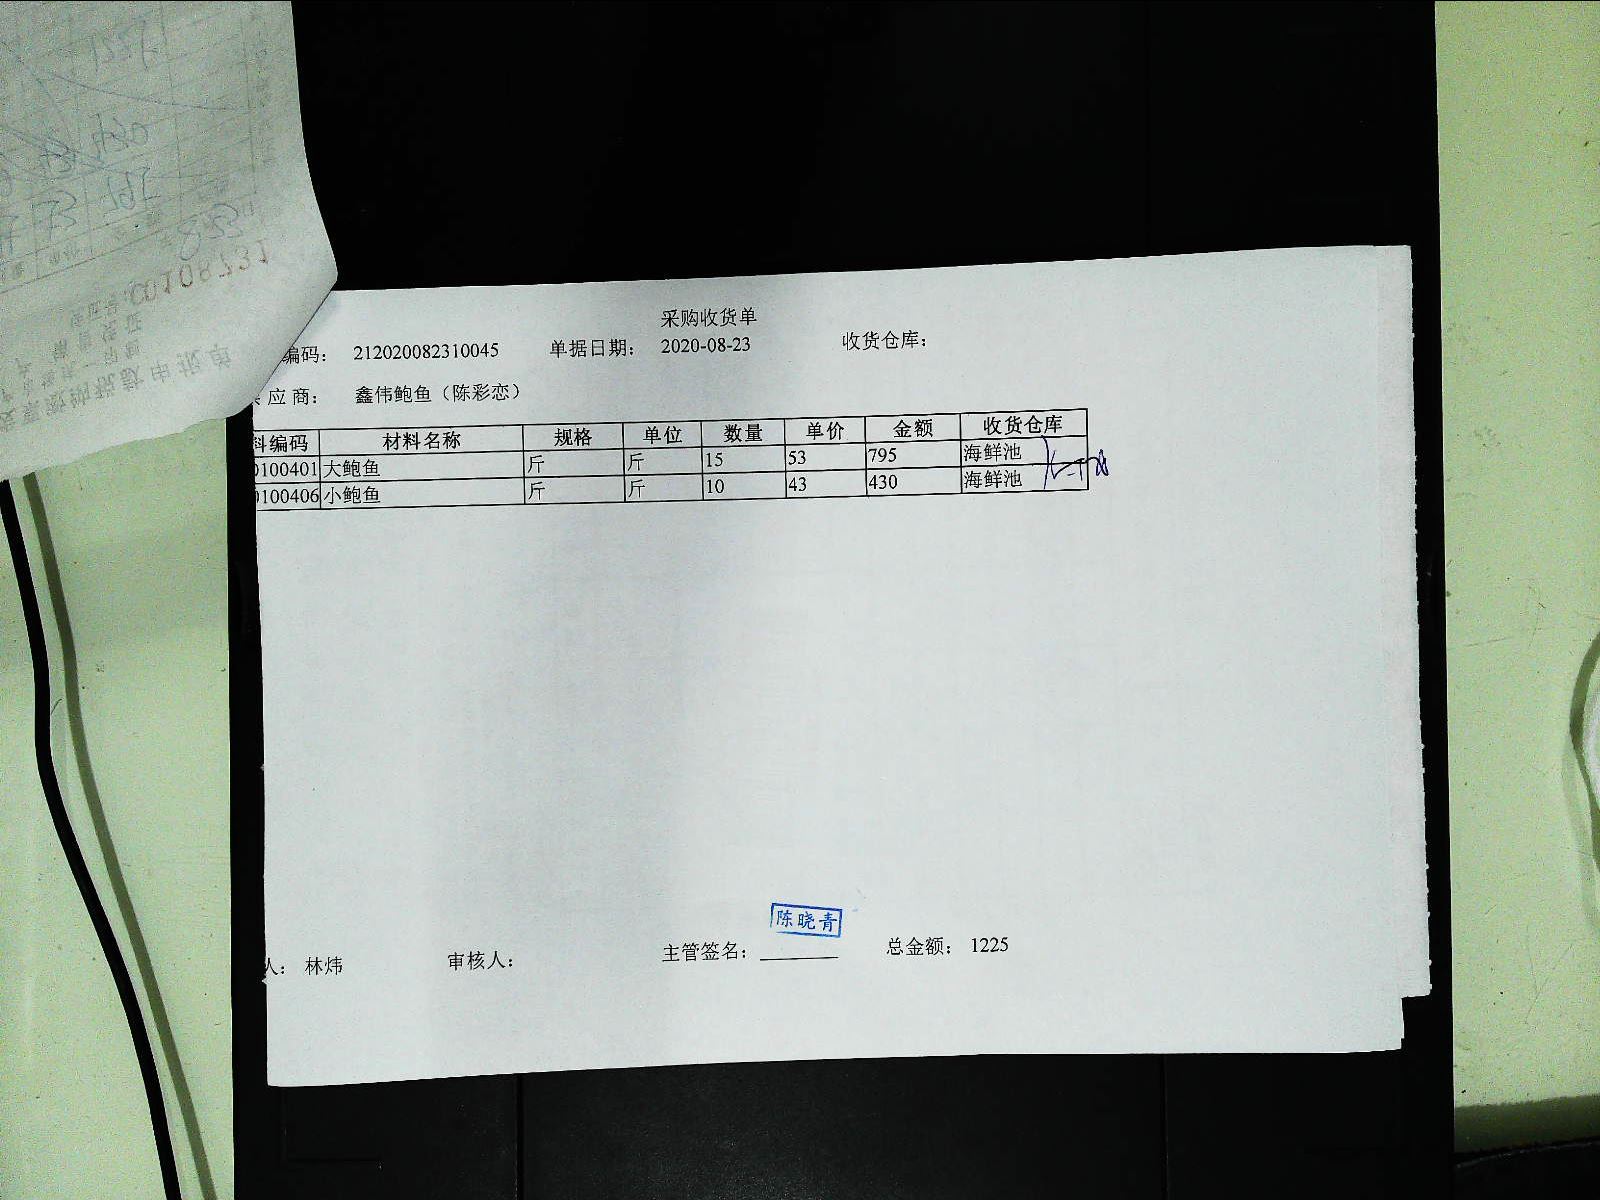 采购收货单
编码： 212020082310045 单据日期： 2020-08-23 收货仓库：
应商： 鑫伟鲍鱼（陈彩恋）
料编码 材料名称 规格 单位 数量 单价 金额 收货仓库
0100401 大鲍鱼 斤 斤 15 53 795 海鲜池
0100406 小鲍鱼 斤 斤 10 43 430 海鲜池
陈晓青
人： 林炜 审核人： 主管签名： 总金额： 1225